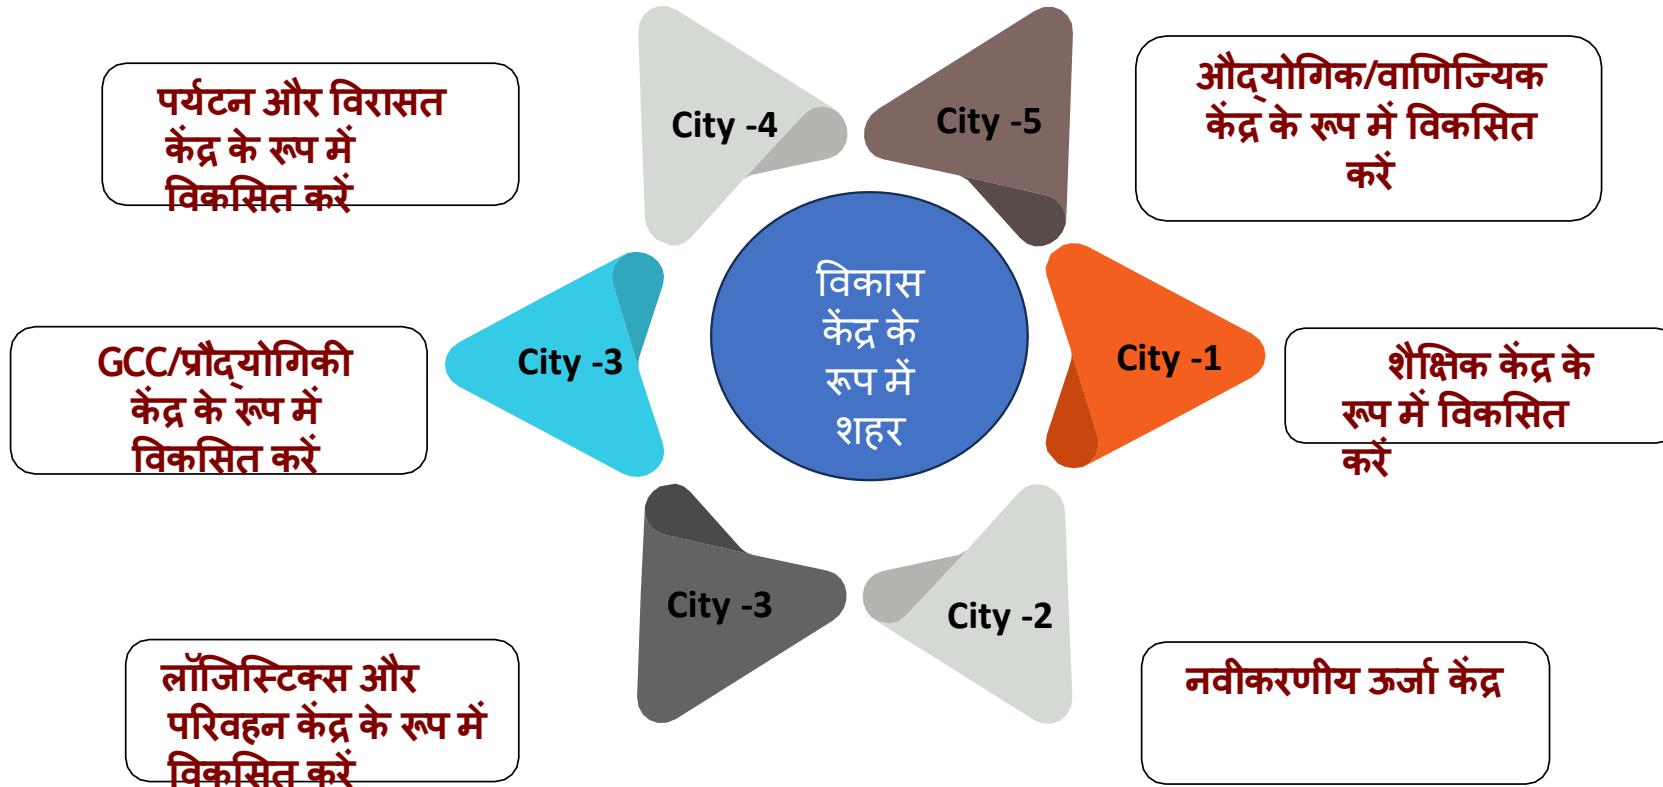 पर्यटन और विरासत
केंद्र के रूप में
विकसित करें
City -4
City -5
औद्योगिक/वाणिज्यिक
केंद्र के रूप में विकसित
करें
GCC/प्रौद्योगिकी
केंद्र के रूप में
विकसित करें
City -3
विकास
केंद्र के
रूप में
शहर
City -1
शैक्षिक केंद्र के
रूप में विकसित
करें
लॉजिस्टिक्स और
परिवहन केंद्र के रूप में
विकसित करें
City -3
City -2
नवीकरणीय ऊर्जा केंद्र